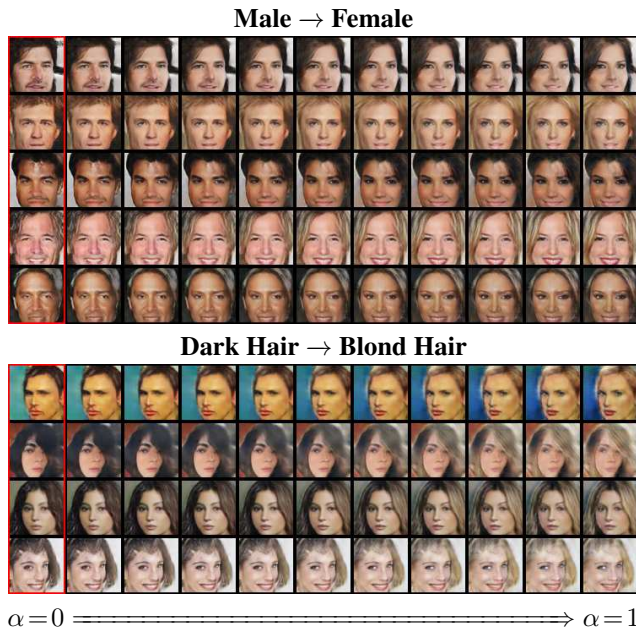 Male → Female
Dark Hair → Blond Hair
α=0 ⟹ α=1